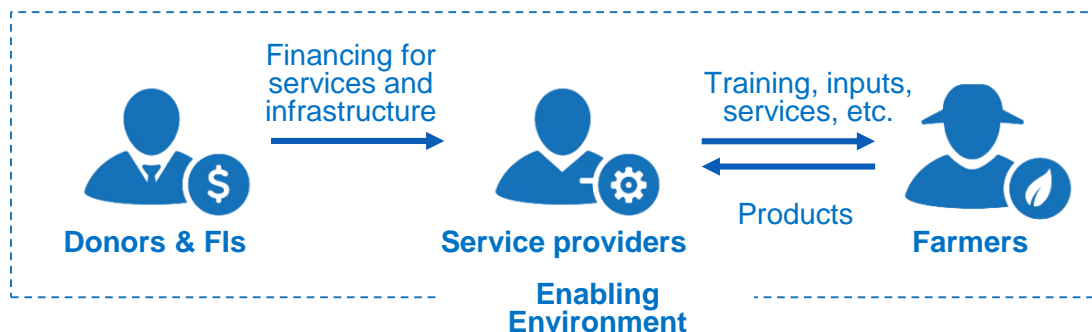 Financing for
services and
infrastructure
Training, inputs,
services, etc.
$
Products
Donors & FIs
Service providers
Farmers
Enabling
Environment